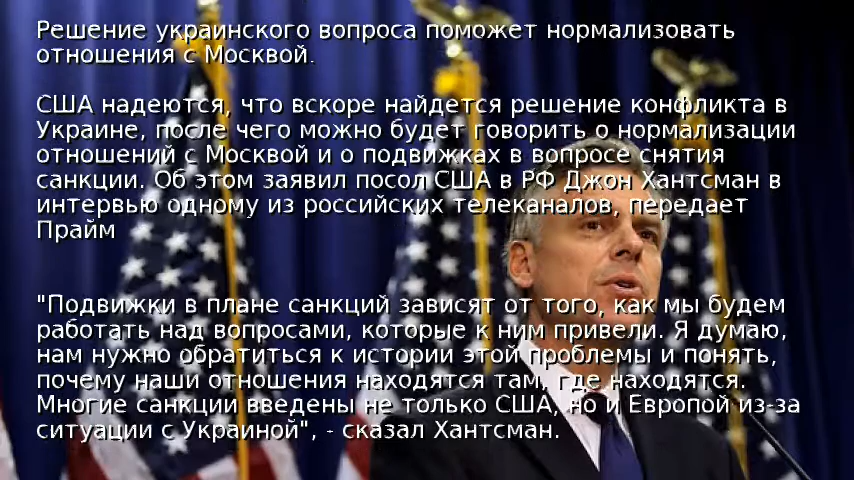 Решение украинского вопроса поможет нормализовать
отношения с Москвой.
США надеются, что вскоре найдется решение конфликта в
Украине, после чего можно будет говорить о нормализации
отношений с Москвой и о подвижках в вопросе снятия
санкции. Об этом заявил посол США в РФ Джон Хантсман в
интервью одному из российских телеканалов, передает
Прайм
"Подвижки в плане санкций зависят от того, как мы будем
работать над вопросами, которые к ним привели. Я думаю,
нам нужно обратиться к истории этой проблемы и понять,
почему наши отношения находятся там, где находятся.
Многие санкции введены не только США, но и Европой из-за
ситуации с Украиной", - сказал Хантсман.